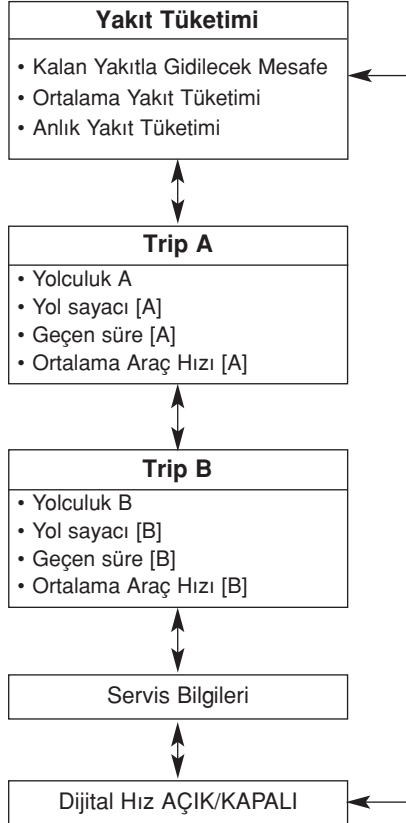 Yakıt Tüketimi
• Kalan Yakıtla Gidilecek Mesafe
• Ortalama Yakıt Tüketimi
• Anlık Yakıt Tüketimi
Trip A
• Yolculuk A
• Yol sayacı [A]
• Geçen süre [A]
• Ortalama Araç Hızı [A]
Trip B
• Yolculuk B
• Yol sayacı [B]
• Geçen süre [B]
• Ortalama Araç Hızı [B]
Servis Bilgileri
Dijital Hız AÇIK/KAPALI